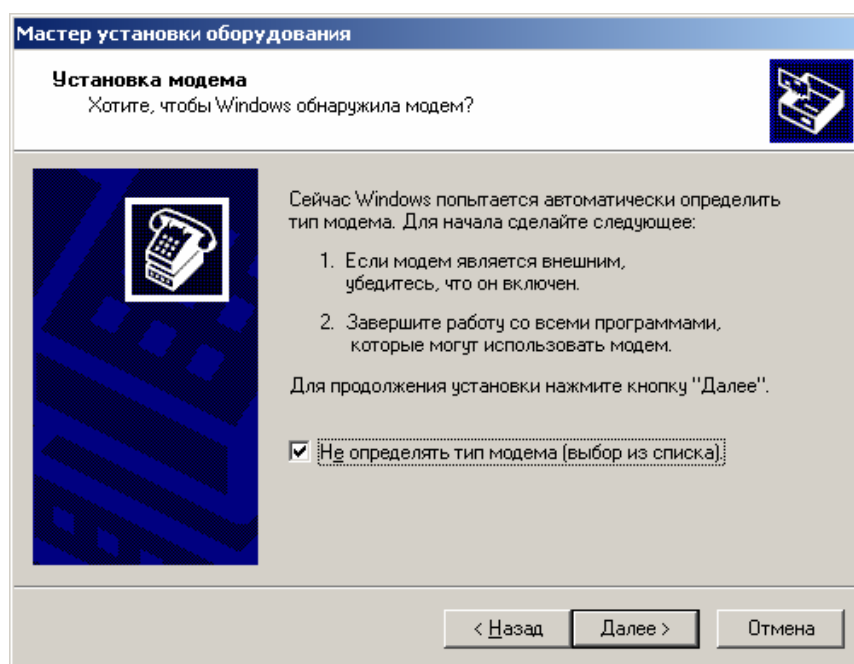 Мастер установки оборудования
Установка модема
Хотите, чтобы Windows обнаружила модем?
Сейчас Windows попытается автоматически определить
тип модема. Для начала сделайте следующее:
1. Если модем является внешним,
убедитесь, что он включен.
2. Завершите работу со всеми программами,
которые могут использовать модем.
Для продолжения установки нажмите кнопку "Далее".
Не определять тип модема (выбор из списка).
< Назад
Далее >
Отмена